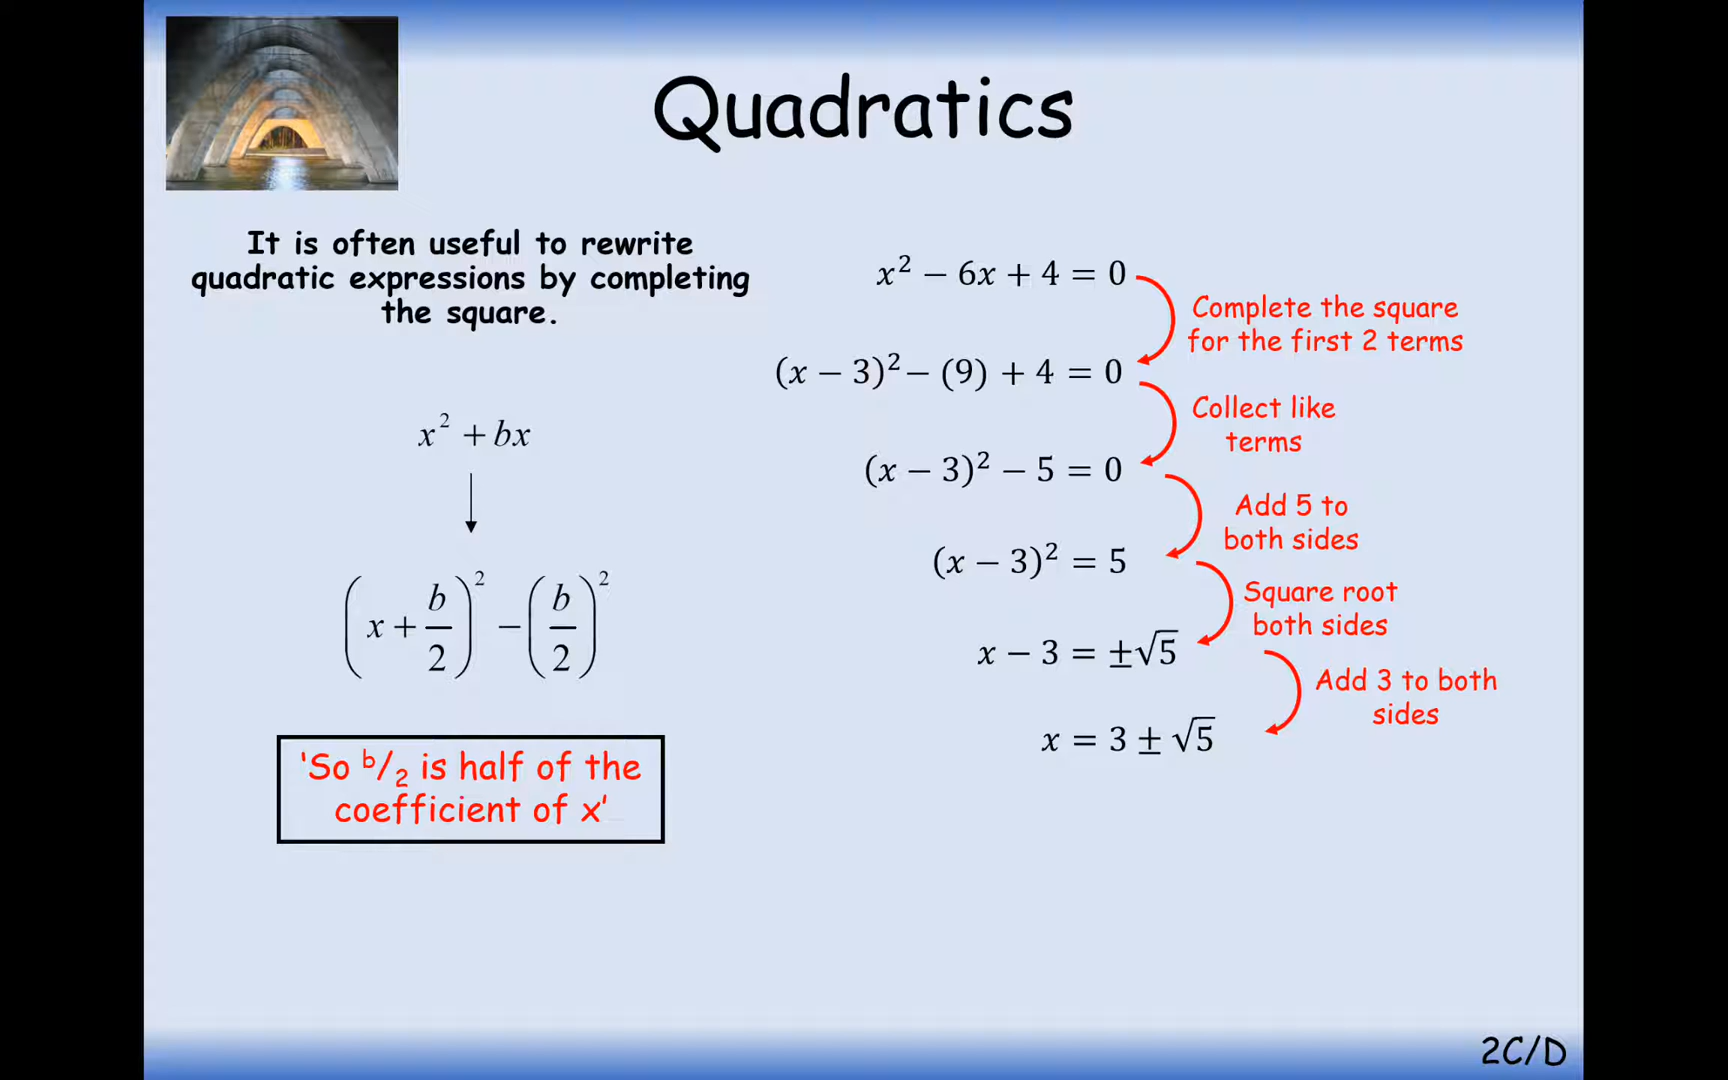 Quadratics
It is often useful to rewrite
quadratic expressions by completing
the square.
x² + bx
(x + b/2)² − (b/2)²
'So b/2 is half of the
coefficient of x'
x² − 6x + 4 = 0
Complete the square
for the first 2 terms
(x − 3)² − (9) + 4 = 0
Collect like
terms
(x − 3)² − 5 = 0
Add 5 to
both sides
(x − 3)² = 5
Square root
both sides
x − 3 = ±√5
Add 3 to both
sides
x = 3 ± √5
2C/D